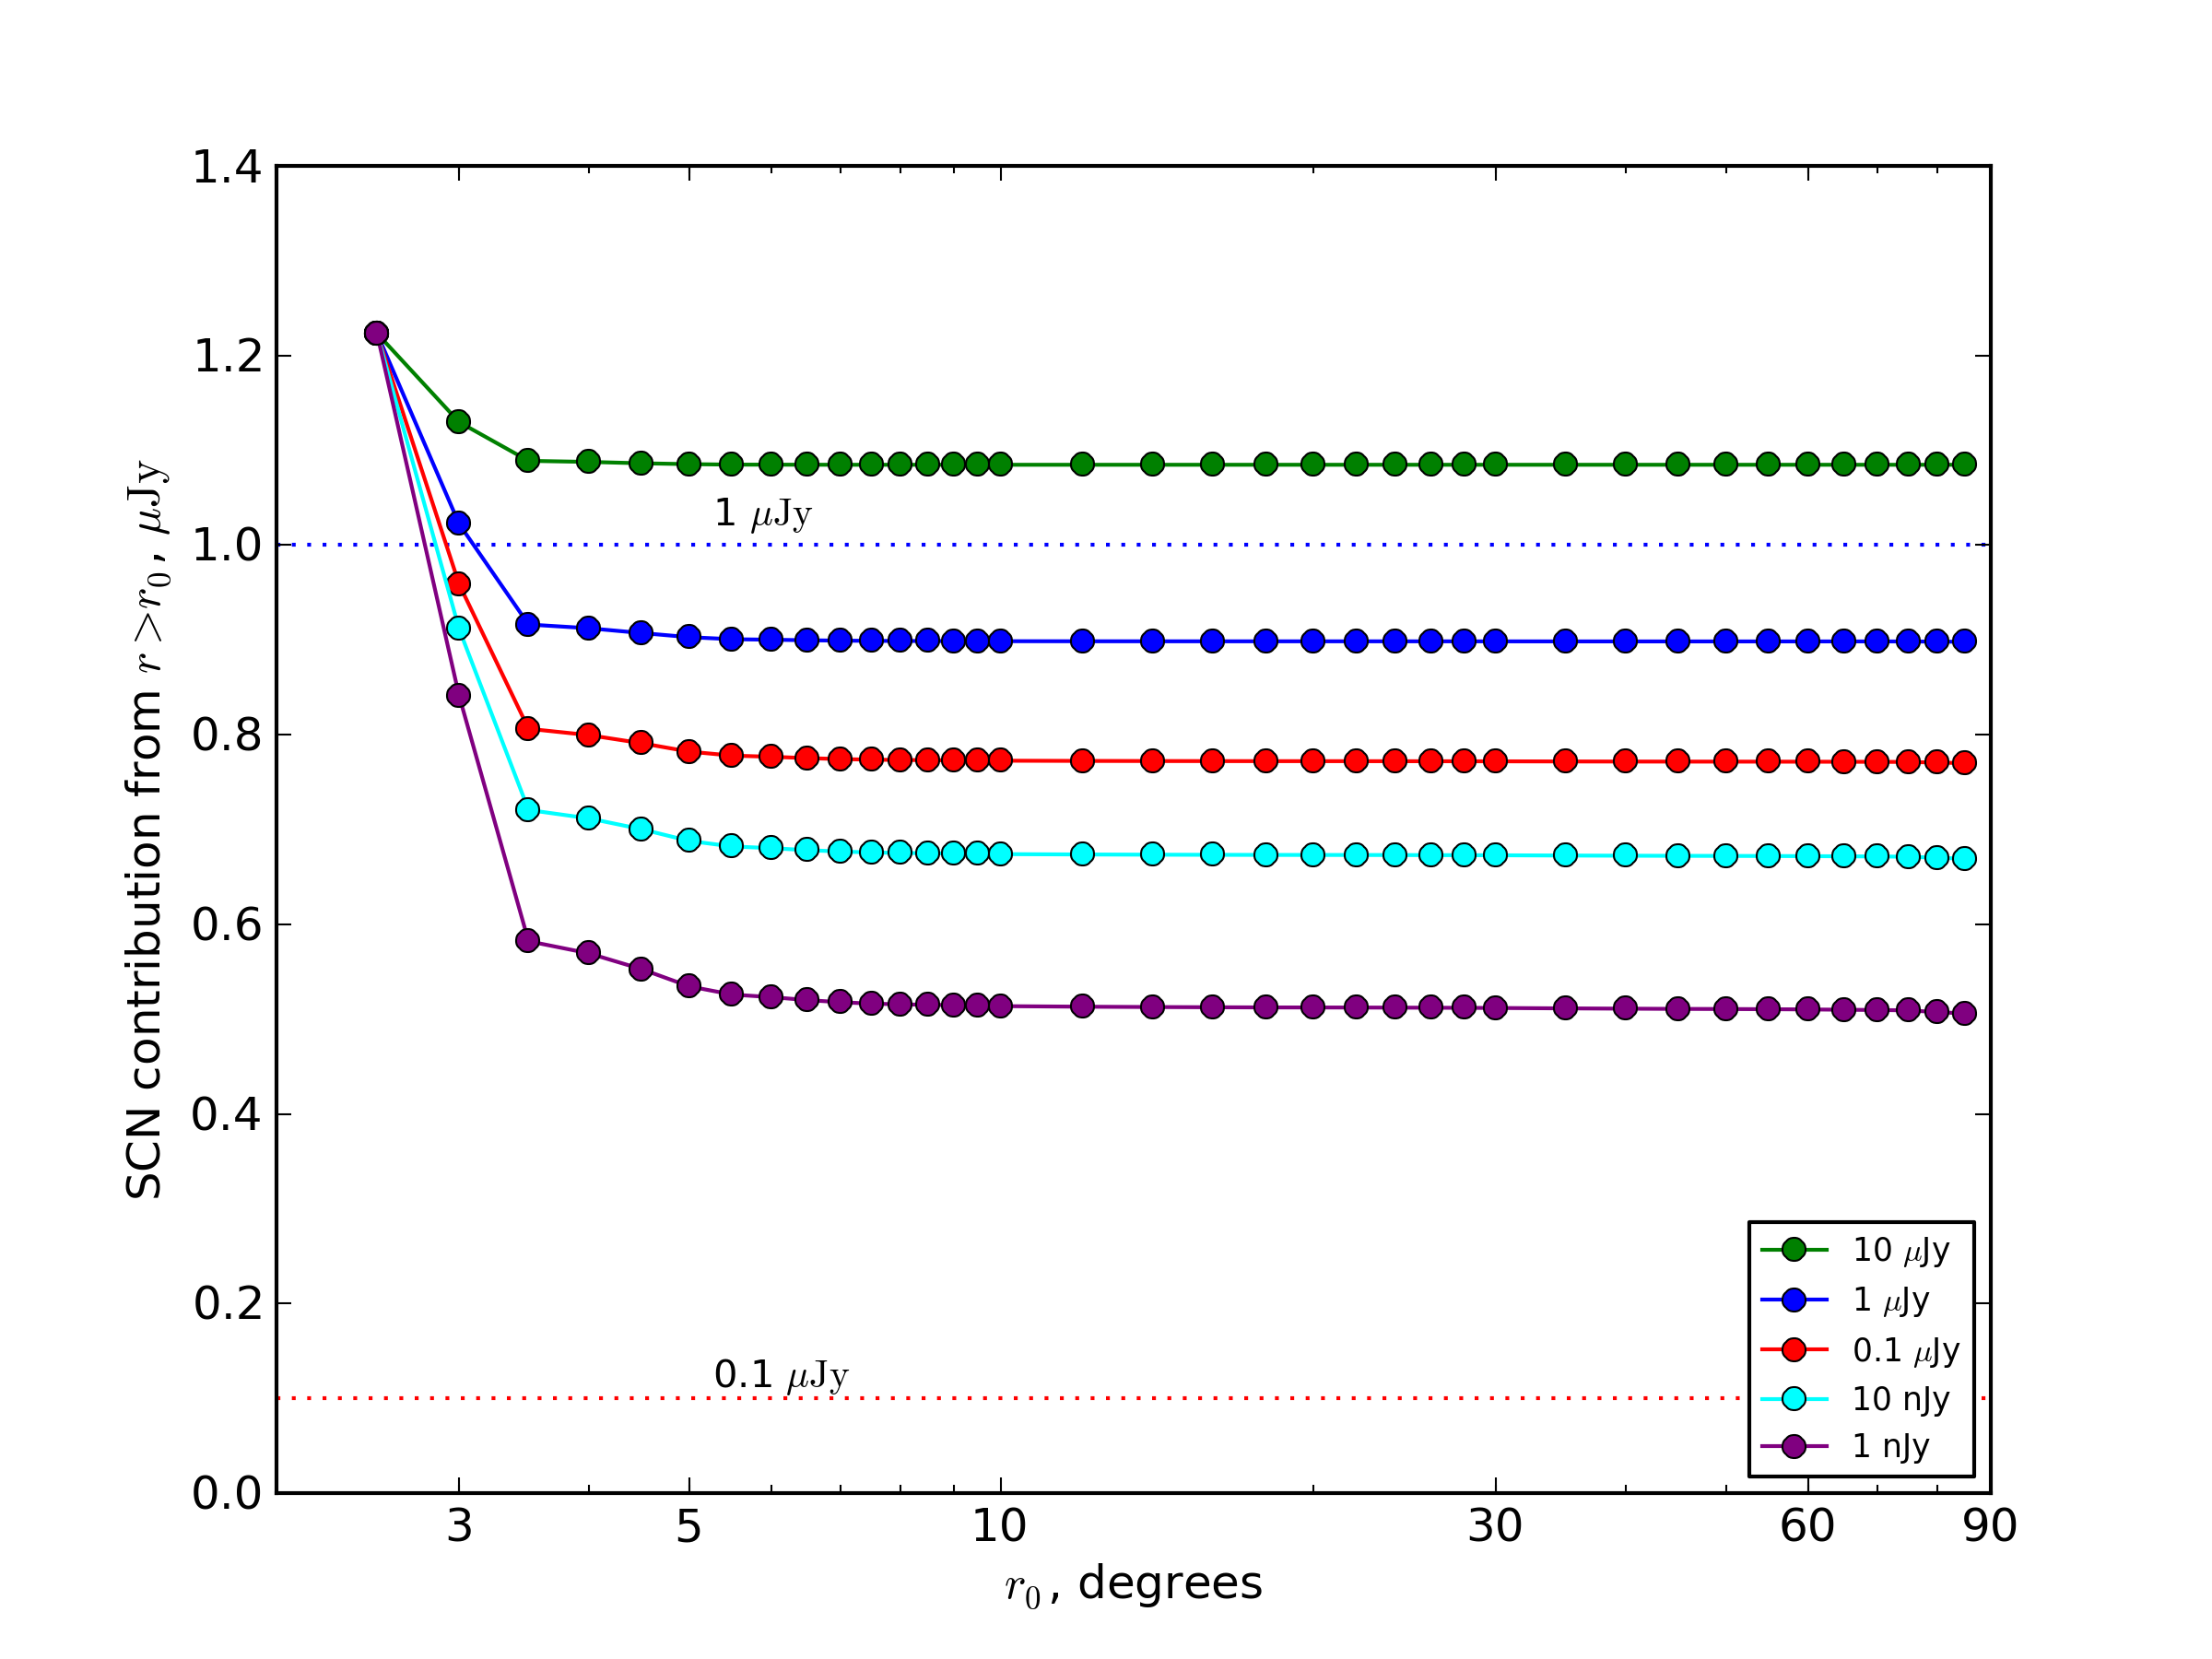 1.4
1.2
1.0
0.8
0.6
0.4
0.2
0.0
SCN contribution from r > r₀, μJy
1 μJy
0.1 μJy
10 μJy
1 μJy
0.1 μJy
10 nJy
1 nJy
3 5 10 30 60 90
r₀, degrees